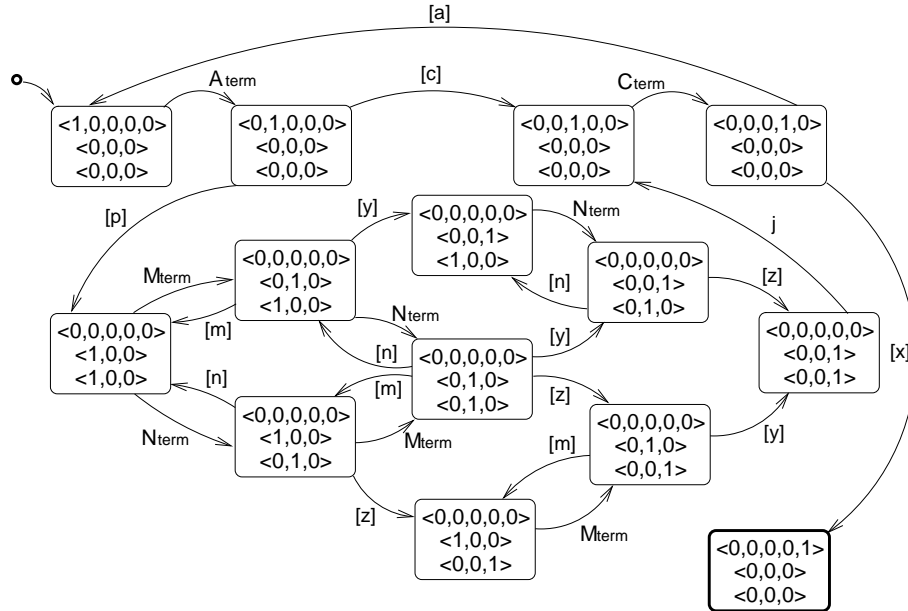 [a]
A term
[c]
C term
<1,0,0,0,0>
<0,0,0>
<0,0,0>
<0,1,0,0,0>
<0,0,0>
<0,0,0>
<0,0,1,0,0>
<0,0,0>
<0,0,0>
<0,0,0,1,0>
<0,0,0>
<0,0,0>
[p]
[y]
N term
j
<0,0,0,0,0>
<0,0,1>
<1,0,0>
M term
<0,0,0,0,0>
<0,1,0>
<1,0,0>
[n]
<0,0,0,0,0>
<0,0,1>
<0,1,0>
[z]
[m]
N term
[y]
<0,0,0,0,0>
<1,0,0>
<1,0,0>
[n]
<0,0,0,0,0>
<0,1,0>
<0,1,0>
<0,0,0,0,0>
<0,0,1>
<0,0,1>
[x]
[n]
[m]
[z]
N term
<0,0,0,0,0>
<1,0,0>
<0,1,0>
M term
[m]
<0,0,0,0,0>
<0,1,0>
<0,0,1>
[y]
[z]
<0,0,0,0,0>
<1,0,0>
<0,0,1>
M term
<0,0,0,0,1>
<0,0,0>
<0,0,0>